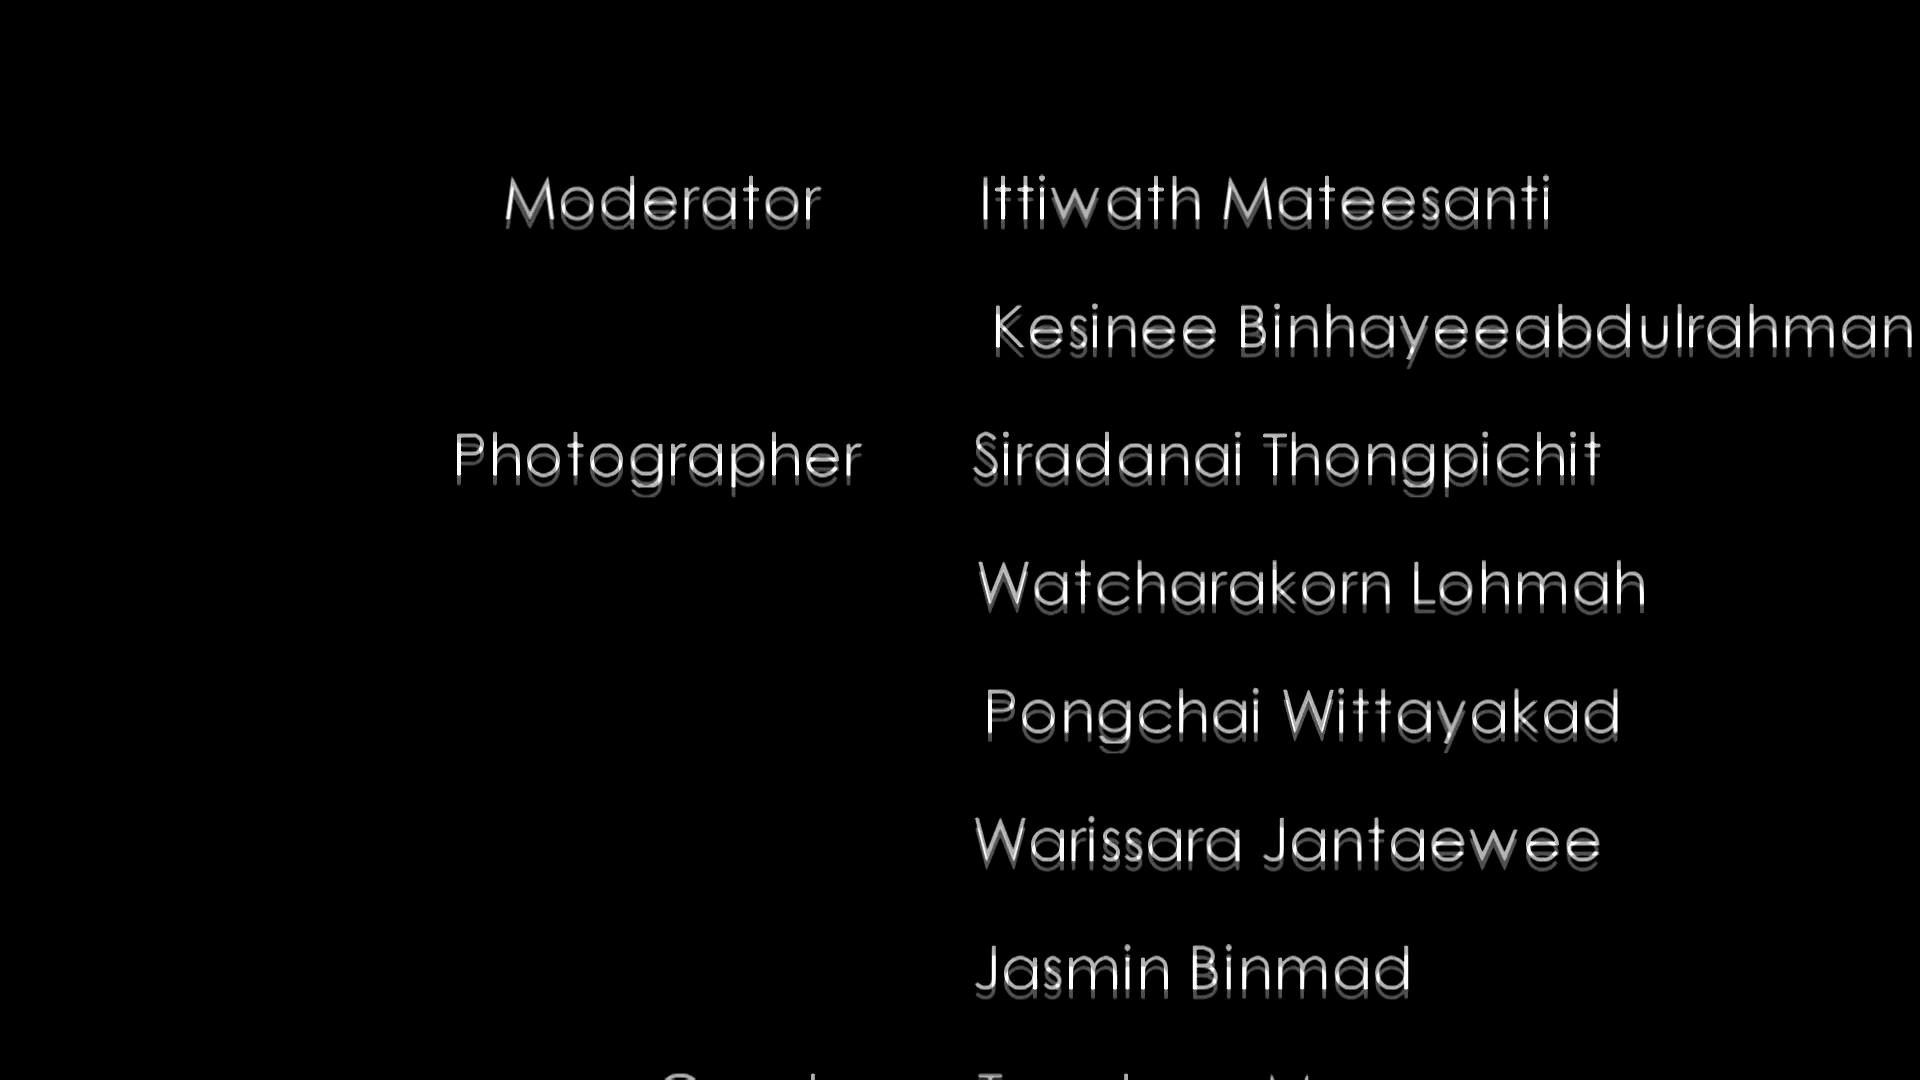 Moderator Ittiwath Mateesanti
Kesinee Binhayeeabdulrahman
Photographer Siradanai Thongpichit
Watcharakorn Lohmah
Pongchai Wittayakad
Warissara Jantaewee
Jasmin Binmad